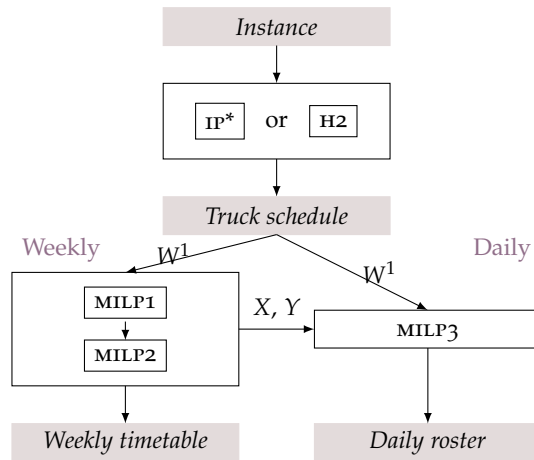 Instance
IP* or H2
Truck schedule
Weekly Daily
W¹ W¹
MILP1
X, Y
MILP3
MILP2
Weekly timetable Daily roster